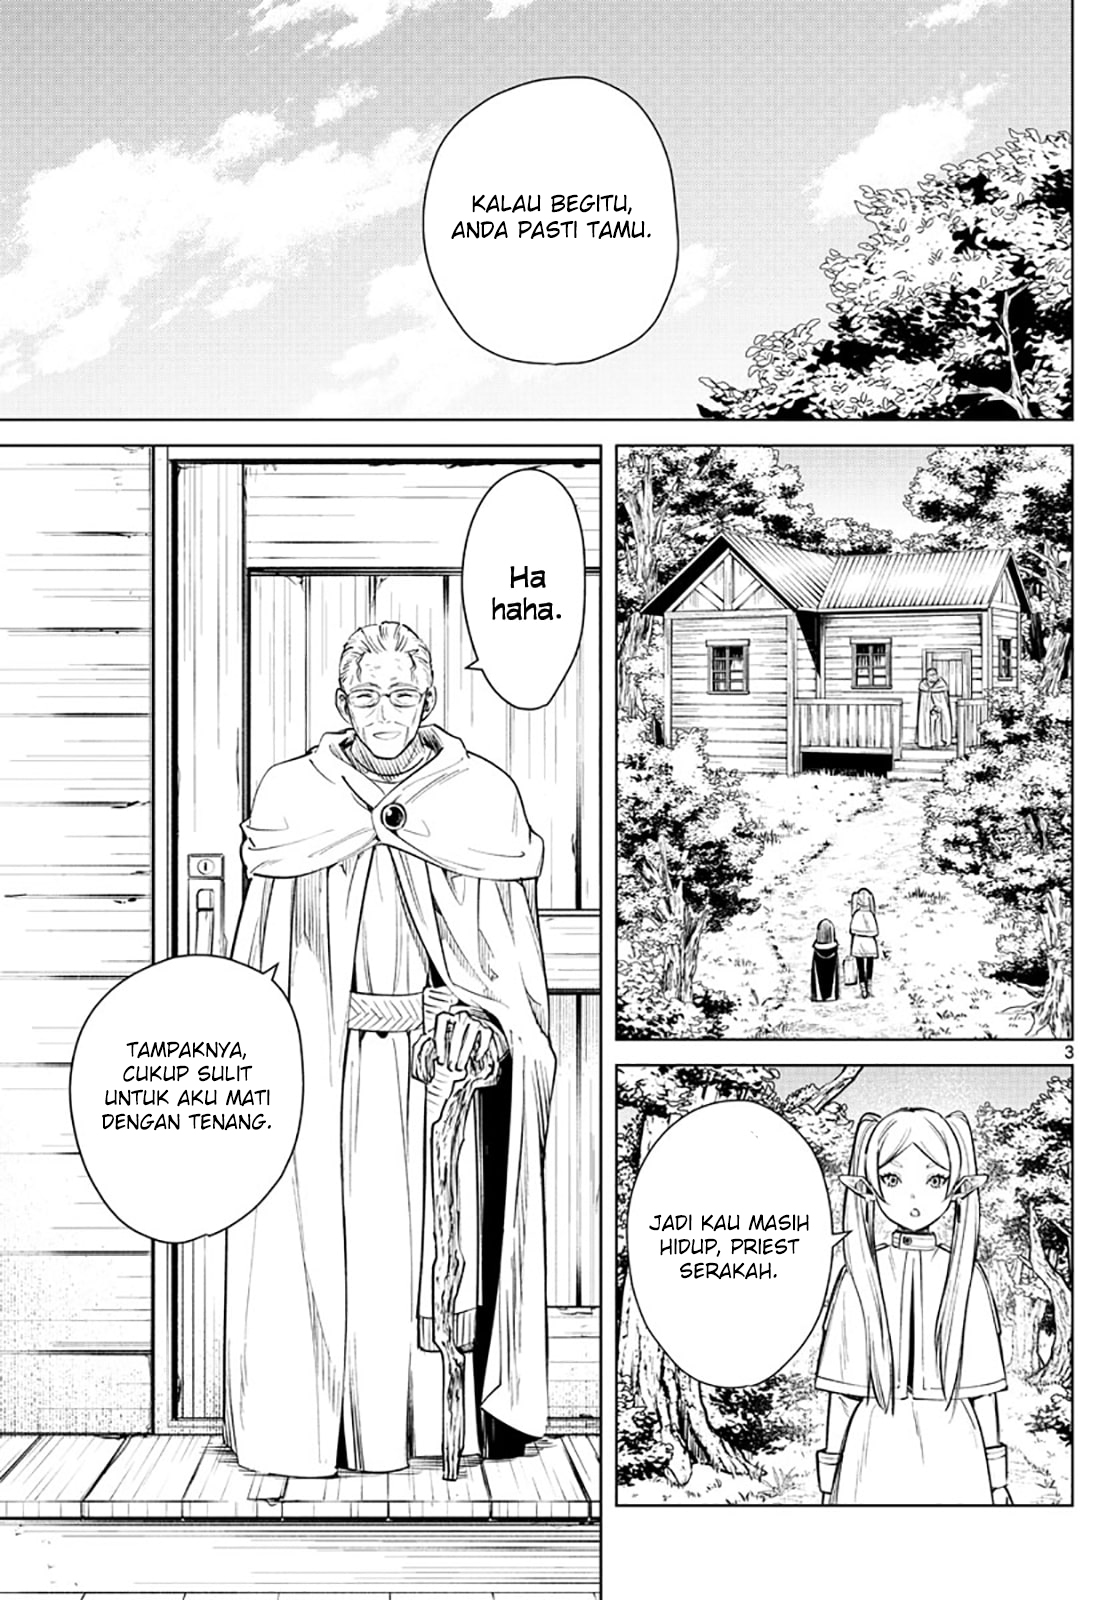 KALAU BEGITU,
ANDA PASTI TAMU.
3
JADI KAU MASIH
HIDUP, PRIEST
SERAKAH.
Ha
haha.
TAMPAKNYA,
CUKUP SULIT
UNTUK AKU MATI
DENGAN TENANG.